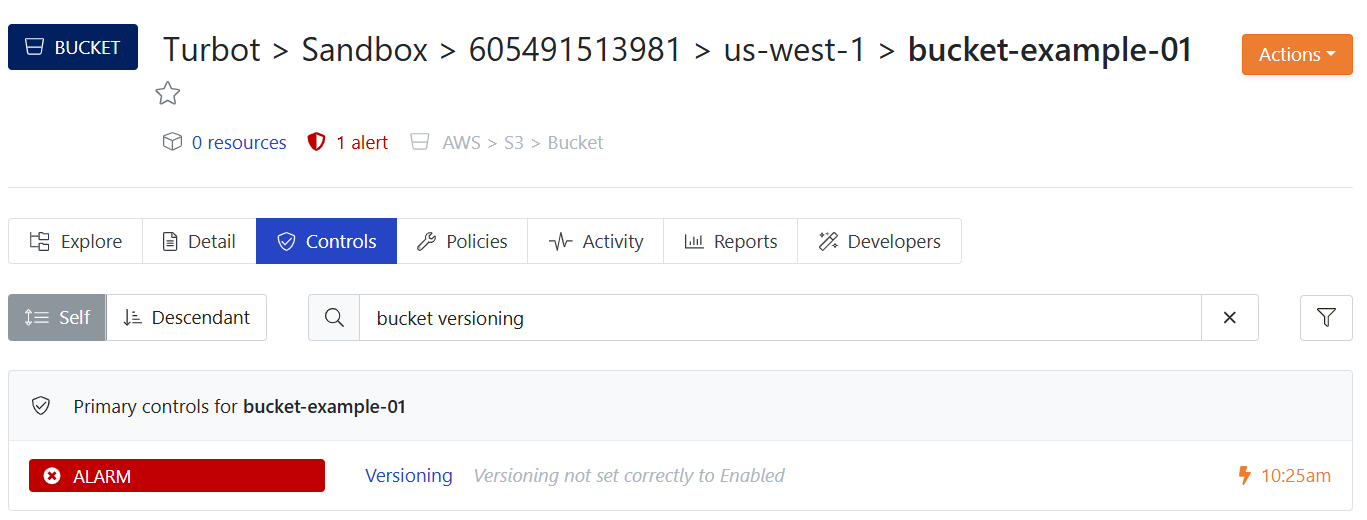 BUCKET
Turbot > Sandbox > 605491513981 > us-west-1 > bucket-example-01
Actions
0 resources 1 alert AWS > S3 > Bucket
Explore Detail Controls Policies Activity Reports Developers
Self Descendant bucket versioning
Primary controls for bucket-example-01
ALARM Versioning Versioning not set correctly to Enabled 10:25am